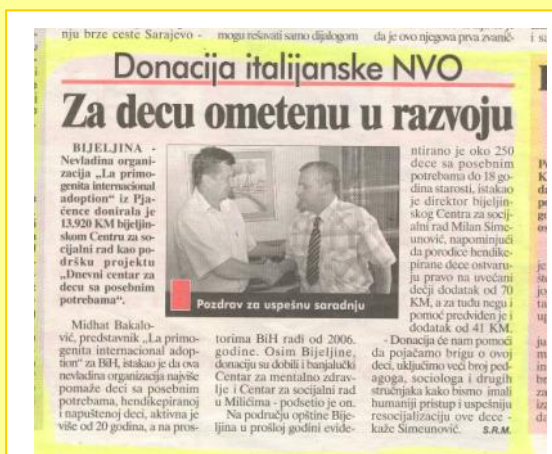 nju brze ceste Sarajevo -
mogu rešavati samo dijalogom
da je ovo njegova prva zvanič-
Donacija italijanske NVO
Za decu ometenu u razvoju
BIJELJINA -
Nevladina organi-
zacija „La primo-
genita internacional
adoption“ iz Pja-
ćence donirala je
13.920 KM bijeljin-
skom Centru za so-
cijalni rad kao po-
dršku projektu
„Dnevni centar za
decu sa posebnim
potrebama“.
Midhat Bakalo-
vić, predstavnik „La primo-
genita internacional adop-
tion“ za BiH, istakao je da ova
nevladina organizacija najviše
pomaže deci sa posebnim
potrebama, hendikepiranoj
i napuštenoj deci, aktivna je
više od 20 godina, a na pros-
Pozdrav za uspešnu saradnju
torima BiH radi od 2006.
godine. Osim Bijeljine,
donaciju su dobili i banjalučki
Centar za mentalno zdrav-
lje i Centar za socijalni rad
u Milićima - podsetio je on.
Na području opštine Bije-
ljina u prošloj godini evide-
ntirano je oko 250
dece sa posebnim
potrebama do 18 go-
dina starosti, istakao
je direktor bijeljin-
skog Centra za socij-
alni rad Milan Sime-
unović, napominjući
da porodice hendike-
pirane dece ostvaru-
ju pravo na uvećani
dečji dodatak od 70
KM, a za tuđu negu i
pomoć predviđen je i
dodatak od 41 KM.
- Donacija će nam pomoći
da pojačamo brigu o ovoj
deci, uključimo veći broj ped-
agoga, sociologa i drugih
stručnjaka kako bismo imali
humaniji pristup i uspešniju
resocijalizaciju ove dece -
kaže Simeunović. S.R.M.